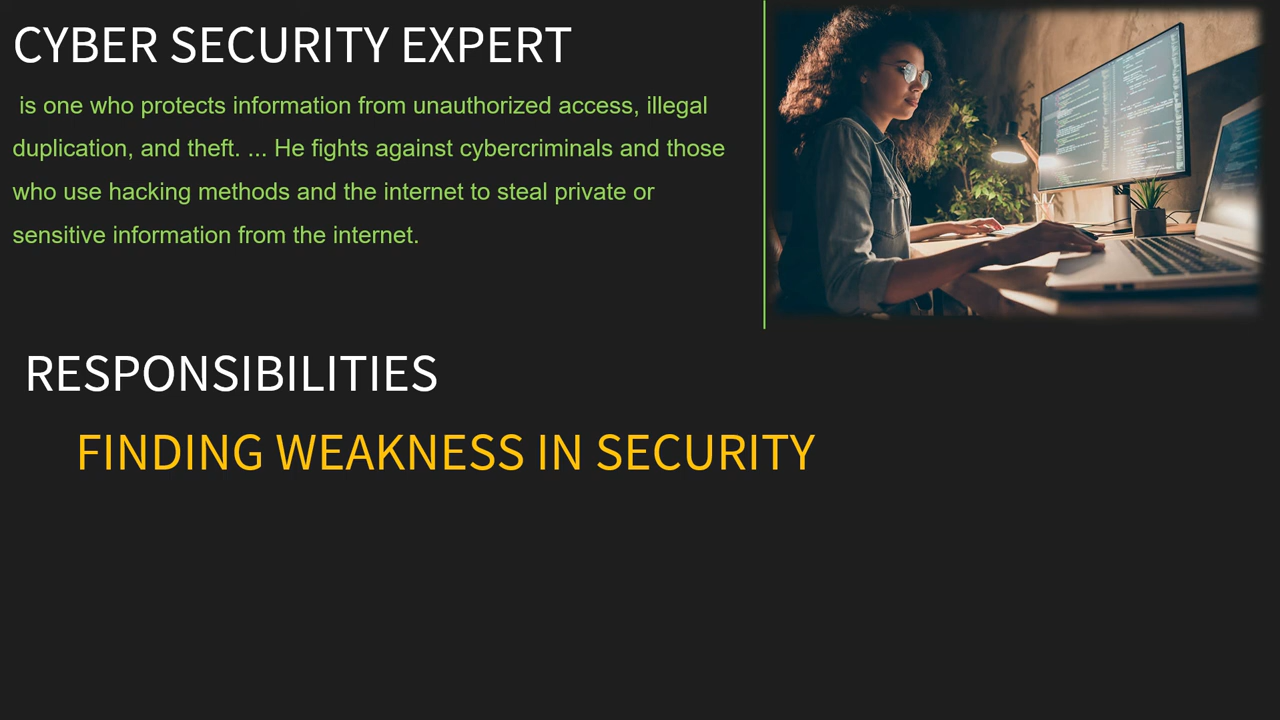 CYBER SECURITY EXPERT
is one who protects information from unauthorized access, illegal
duplication, and theft. ... He fights against cybercriminals and those
who use hacking methods and the internet to steal private or
sensitive information from the internet.
RESPONSIBILITIES
FINDING WEAKNESS IN SECURITY